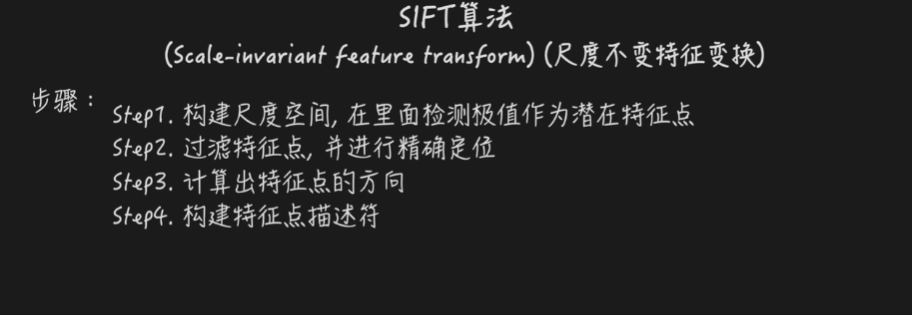 SIFT算法
(Scale-invariant feature transform) (尺度不变特征变换)
步骤：
Step1. 构建尺度空间, 在里面检测极值作为潜在特征点
Step2. 过滤特征点, 并进行精确定位
Step3. 计算出特征点的方向
Step4. 构建特征点描述符